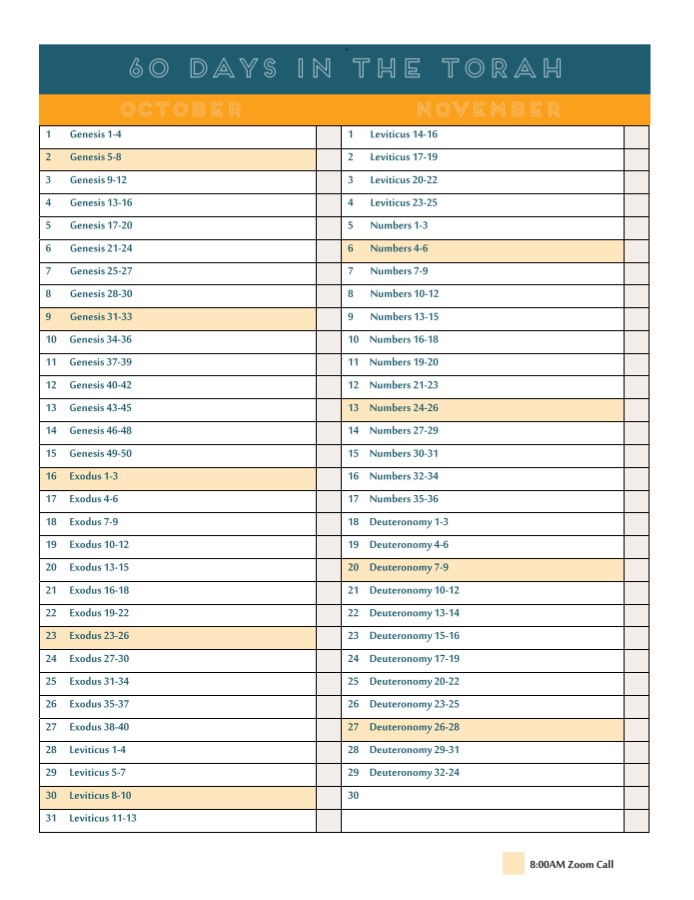 60 DAYS IN THE TORAH
OCTOBER NOVEMBER
1 Genesis 1-4 1 Leviticus 14-16
2 Genesis 5-8 2 Leviticus 17-19
3 Genesis 9-12 3 Leviticus 20-22
4 Genesis 13-16 4 Leviticus 23-25
5 Genesis 17-20 5 Numbers 1-3
6 Genesis 21-24 6 Numbers 4-6
7 Genesis 25-27 7 Numbers 7-9
8 Genesis 28-30 8 Numbers 10-12
9 Genesis 31-33 9 Numbers 13-15
10 Genesis 34-36 10 Numbers 16-18
11 Genesis 37-39 11 Numbers 19-20
12 Genesis 40-42 12 Numbers 21-23
13 Genesis 43-45 13 Numbers 24-26
14 Genesis 46-48 14 Numbers 27-29
15 Genesis 49-50 15 Numbers 30-31
16 Exodus 1-3 16 Numbers 32-34
17 Exodus 4-6 17 Numbers 35-36
18 Exodus 7-9 18 Deuteronomy 1-3
19 Exodus 10-12 19 Deuteronomy 4-6
20 Exodus 13-15 20 Deuteronomy 7-9
21 Exodus 16-18 21 Deuteronomy 10-12
22 Exodus 19-22 22 Deuteronomy 13-14
23 Exodus 23-26 23 Deuteronomy 15-16
24 Exodus 27-30 24 Deuteronomy 17-19
25 Exodus 31-34 25 Deuteronomy 20-22
26 Exodus 35-37 26 Deuteronomy 23-25
27 Exodus 38-40 27 Deuteronomy 26-28
28 Leviticus 1-4 28 Deuteronomy 29-31
29 Leviticus 5-7 29 Deuteronomy 32-24
30 Leviticus 8-10 30
31 Leviticus 11-13
8:00AM Zoom Call